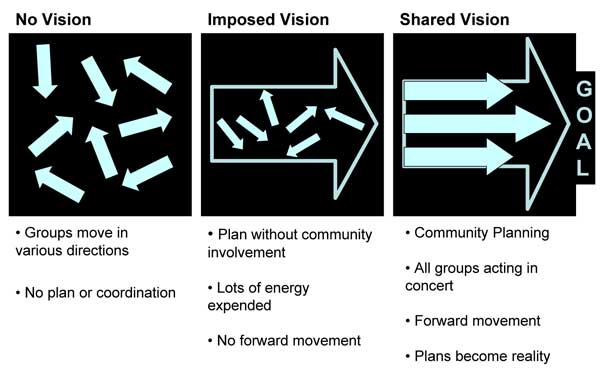 No Vision
Imposed Vision
Shared Vision
GOAL
• Groups move in
various directions
• No plan or coordination
• Plan without community
involvement
• Lots of energy
expended
• No forward movement
• Community Planning
• All groups acting in
concert
• Forward movement
• Plans become reality